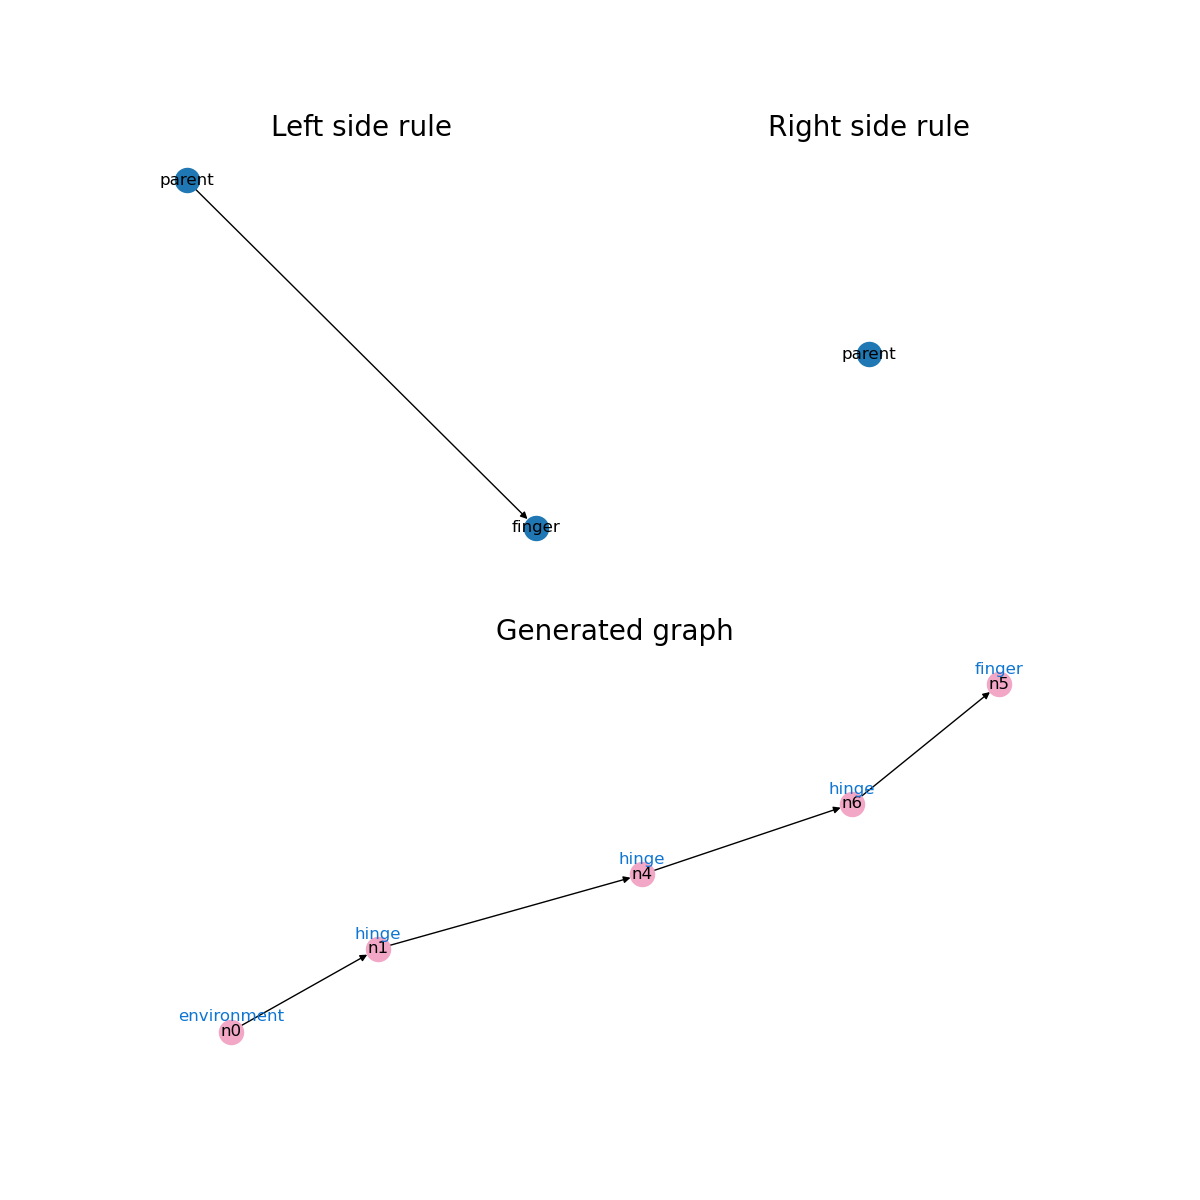 Left side rule
Right side rule
parent
parent
finger
Generated graph
finger
n5
hinge
n6
hinge
n4
hinge
n1
environment
n0